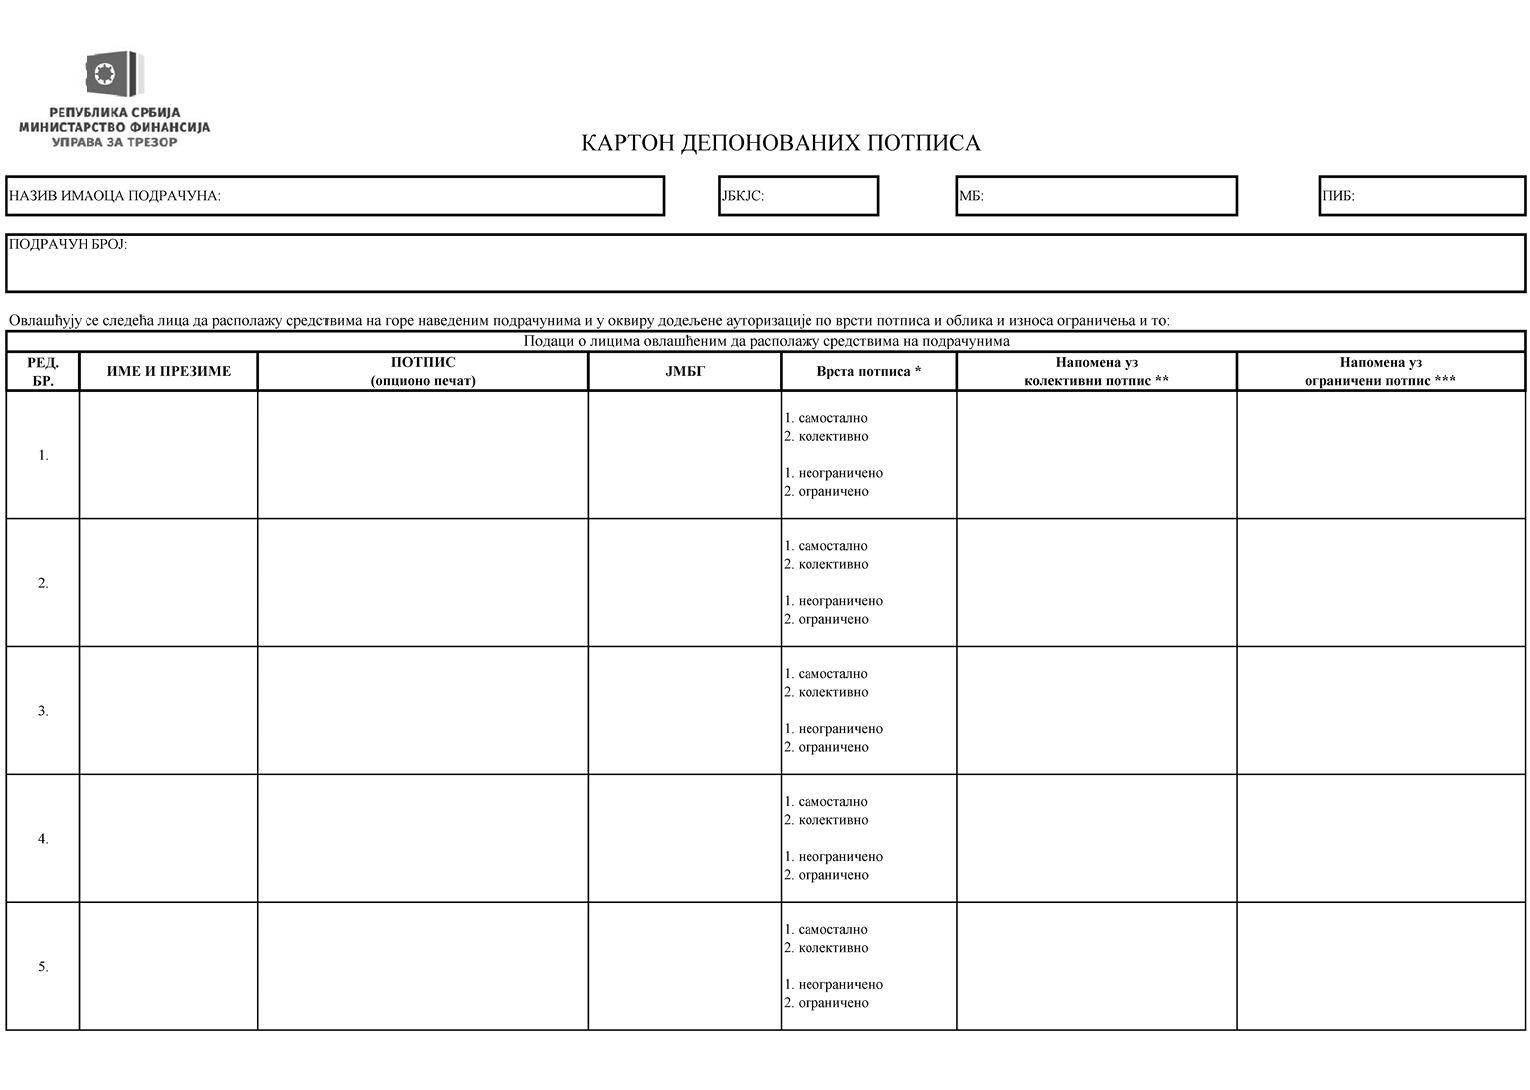 РЕПУБЛИКА СРБИЈА
МИНИСТАРСТВО ФИНАНСИЈА
УПРАВА ЗА ТРЕЗОР
КАРТОН ДЕПОНОВАНИХ ПОТПИСА
НАЗИВ ИМАОЦА ПОДРАЧУНА:
ЈБКЈС:
МБ:
ПИБ:
ПОДРАЧУН БРОЈ:
Овлашћују се следећа лица да располажу средствима на горе наведеним подрачунима и у оквиру додељене ауторизације по врсти потписа и облика и износа ограничења и то:
Подаци о лицима овлашћеним да располажу средствима на подрачунима
РЕД.
БР.
ИМЕ И ПРЕЗИМЕ
ПОТПИС
(опционо печат)
ЈМБГ
Врста потписа *
Напомена уз
колективни потпис **
Напомена уз
ограничени потпис ***
1.
1. самостално
2. колективно
1. неограничено
2. ограничено
2.
1. самостално
2. колективно
1. неограничено
2. ограничено
3.
1. самостално
2. колективно
1. неограничено
2. ограничено
4.
1. самостално
2. колективно
1. неограничено
2. ограничено
5.
1. самостално
2. колективно
1. неограничено
2. ограничено